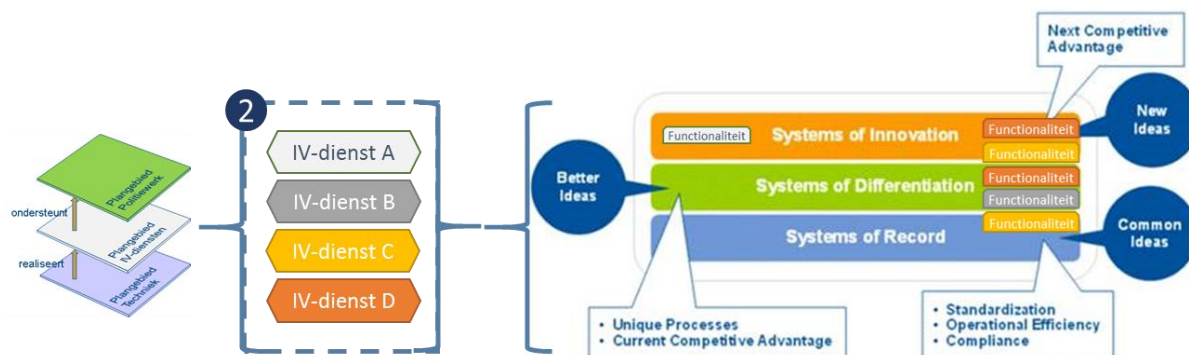 Plangebied
Politiewerk
ondersteunt
Plangebied
IV-diensten
realiseert
Plangebied
Techniek
2
IV-dienst A
IV-dienst B
IV-dienst C
IV-dienst D
Better
Ideas
Next Competitive
Advantage
New
Ideas
Functionaliteit
Systems of Innovation
Functionaliteit
Functionaliteit
Systems of Differentiation
Functionaliteit
Functionaliteit
Systems of Record
Functionaliteit
Common
Ideas
• Unique Processes
• Current Competitive Advantage
• Standardization
• Operational Efficiency
• Compliance